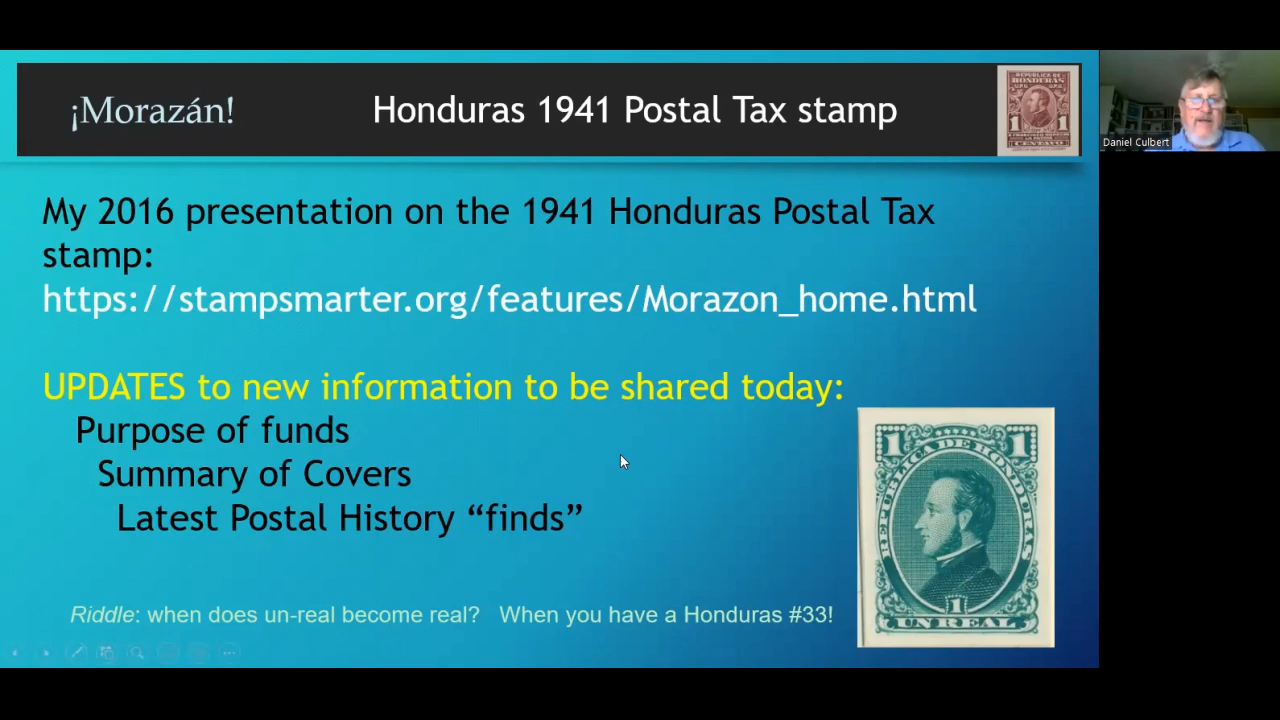 ¡Morazán!
Honduras 1941 Postal Tax stamp
REPUBLICA DE
HONDURAS
1 1
CENTAVO
Daniel Culbert
My 2016 presentation on the 1941 Honduras Postal Tax
stamp:
https://stampsmarter.org/features/Morazon_home.html
UPDATES to new information to be shared today:
Purpose of funds
Summary of Covers
Latest Postal History “finds”
1 1
REPUBLICA DE HONDURAS
1
UN REAL
Riddle: when does un-real become real? When you have a Honduras #33!